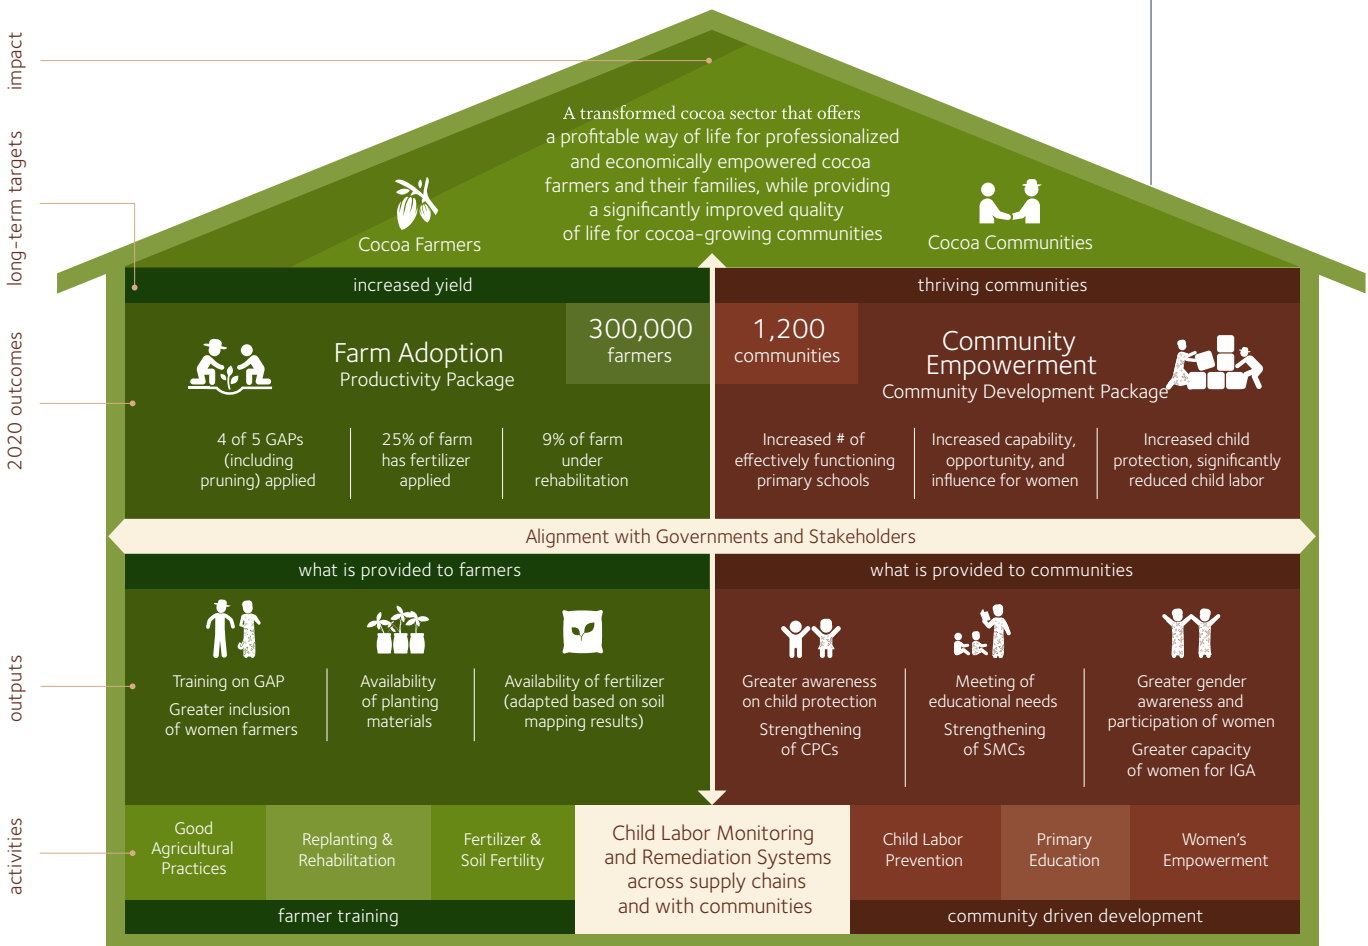 impact
long-term targets
2020 outcomes
outputs
activities
A transformed cocoa sector that offers
a profitable way of life for professionalized
and economically empowered cocoa
farmers and their families, while providing
a significantly improved quality
of life for cocoa-growing communities
Cocoa Farmers
Cocoa Communities
increased yield
thriving communities
Farm Adoption
Productivity Package
300,000
farmers
1,200
communities
Community
Empowerment
Community Development Package
4 of 5 GAPs
(including
pruning) applied
25% of farm
has fertilizer
applied
9% of farm
under
rehabilitation
Increased # of
effectively functioning
primary schools
Increased capability,
opportunity, and
influence for women
Increased child
protection, significantly
reduced child labor
Alignment with Governments and Stakeholders
what is provided to farmers
what is provided to communities
Training on GAP
Greater inclusion
of women farmers
Availability
of planting
materials
Availability of fertilizer
(adapted based on soil
mapping results)
Greater awareness
on child protection
Strengthening
of CPCs
Meeting of
educational needs
Strengthening
of SMCs
Greater gender
awareness and
participation of women
Greater capacity
of women for IGA
Good
Agricultural
Practices
Replanting &
Rehabilitation
Fertilizer &
Soil Fertility
Child Labor Monitoring
and Remediation Systems
across supply chains
and with communities
Child Labor
Prevention
Primary
Education
Women's
Empowerment
farmer training
community driven development